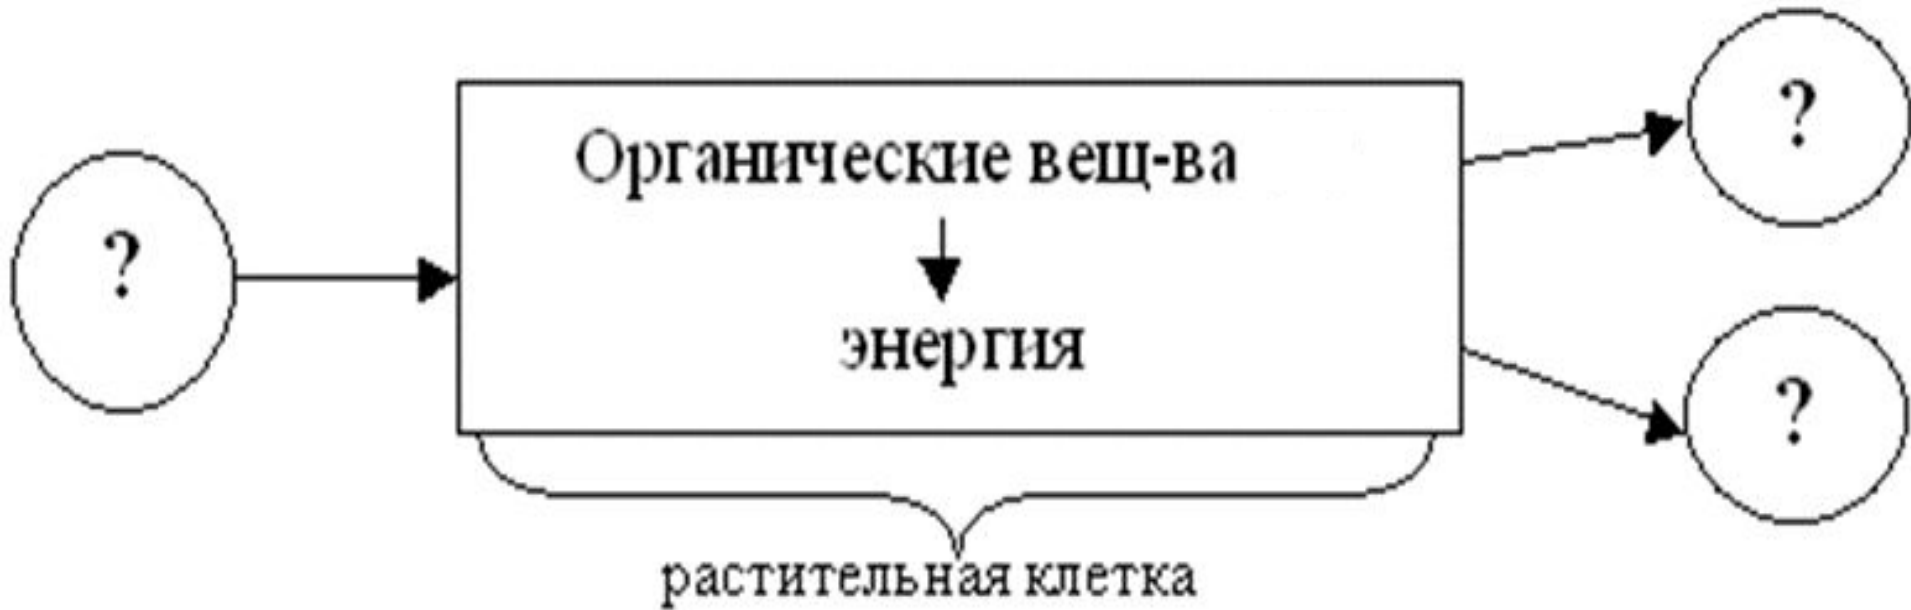 ?
Органические вещ-ва
энергия
?
?
растительная клетка